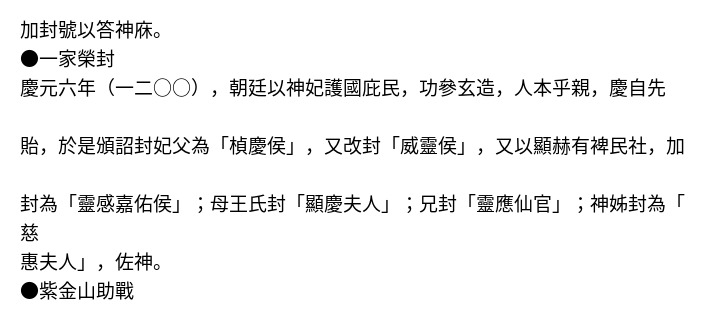 加封號以答神庥。
●一家榮封
慶元六年（一二○○），朝廷以神妃護國庇民，功參玄造，人本乎親，慶自先
貽，於是頒詔封妃父為「楨慶侯」，又改封「威靈侯」，又以顯赫有裨民社，加
封為「靈感嘉佑侯」；母王氏封「顯慶夫人」；兄封「靈應仙官」；神姊封為「
慈
惠夫人」，佐神。
●紫金山助戰